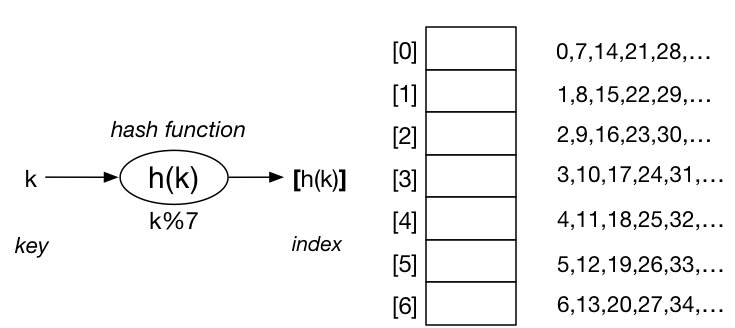 hash function
k
h(k)
[h(k)]
k%7
key
index
[0] 0,7,14,21,28,...
[1] 1,8,15,22,29,...
[2] 2,9,16,23,30,...
[3] 3,10,17,24,31,...
[4] 4,11,18,25,32,...
[5] 5,12,19,26,33,...
[6] 6,13,20,27,34,...